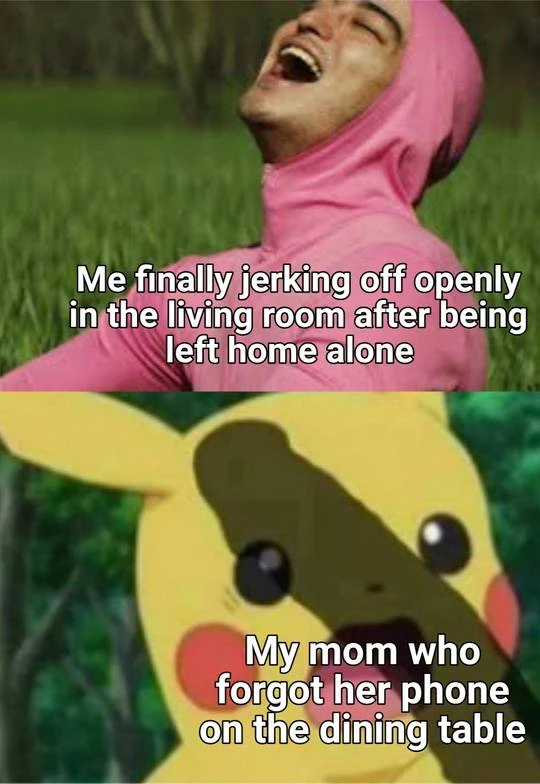 Me finally jerking off openly
in the living room after being
left home alone
My mom who
forgot her phone
on the dining table